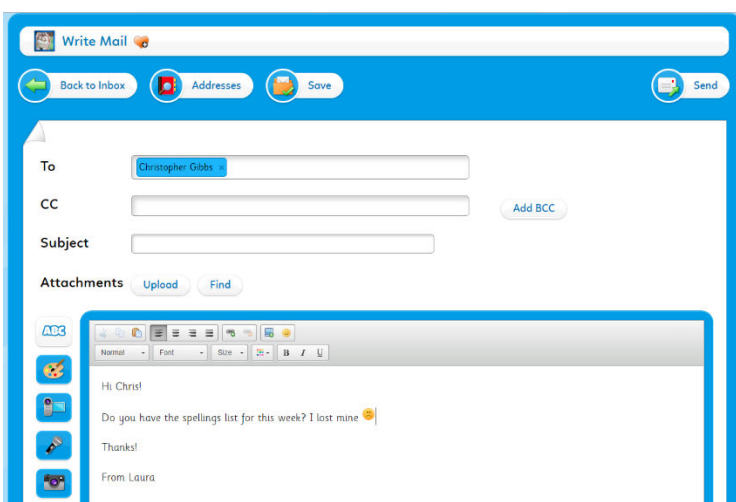 Write Mail
Back to Inbox Addresses Save Send
To Christopher Gibbs ×
CC Add BCC
Subject
Attachments Upload Find
ABC
Normal Font Size B I U
Hi Chris!
Do you have the spellings list for this week? I lost mine
Thanks!
From Laura